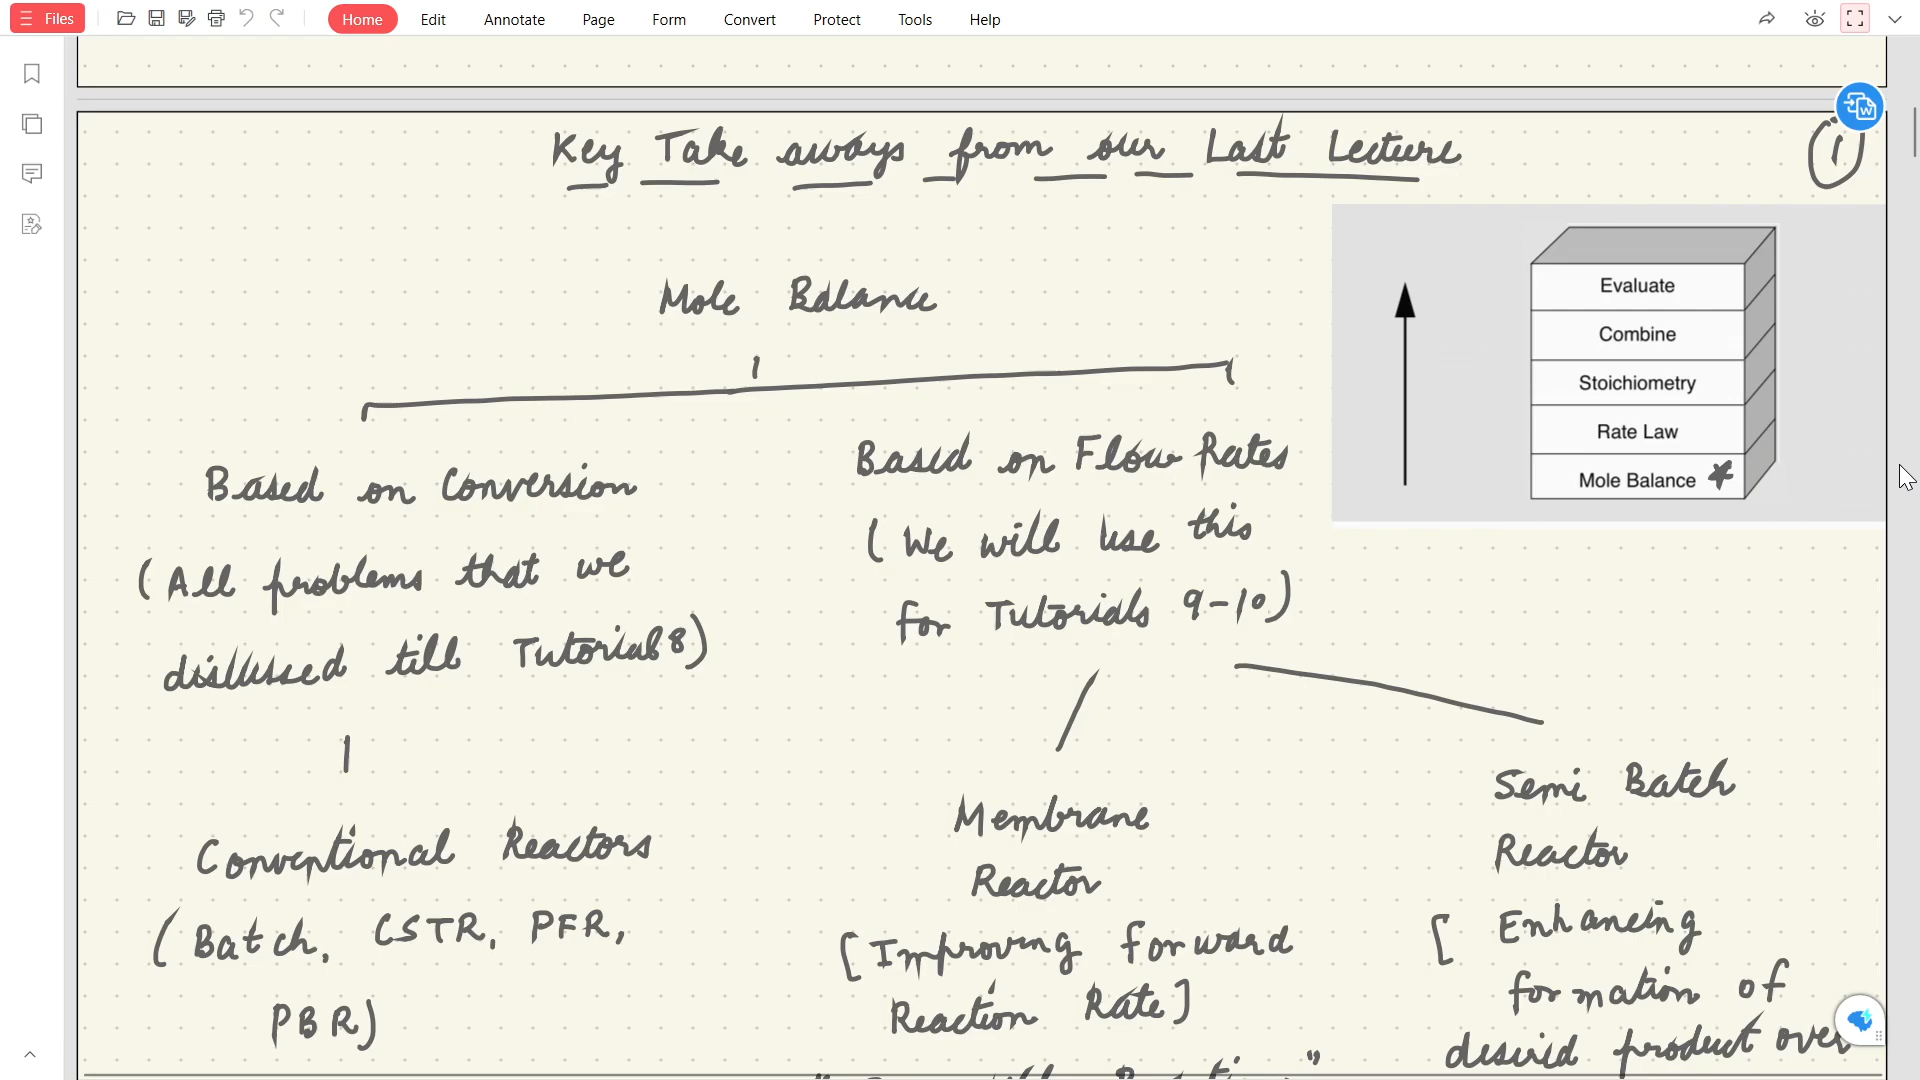 Files
Home Edit Annotate Page Form Convert Protect Tools Help
Key Take aways from our Last Lecture
1
Mole Balance
Evaluate
Combine
Stoichiometry
Rate Law
Mole Balance *
Based on Conversion
(All problems that we
discussed till Tutorial 8)
Conventional Reactors
(Batch, CSTR, PFR,
PBR)
Based on Flow Rates
(We will use this
for Tutorials 9-10)
Membrane
Reactor
[Improving forward
Reaction Rate]
Semi Batch
Reactor
[Enhancing
formation of
desired product over